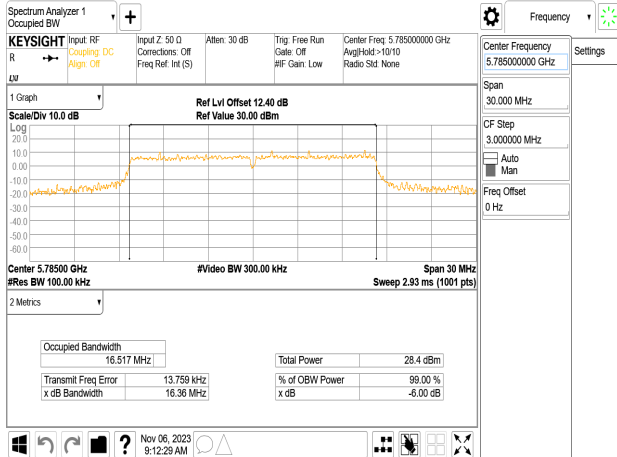 Spectrum Analyzer 1
Occupied BW
KEYSIGHT
R
Input: RF
Coupling: DC
Align: Off
Input Z: 50 Ω
Corrections: Off
Freq Ref: Int (S)
Atten: 30 dB
Trig: Free Run
Gate: Off
#IF Gain: Low
Center Freq: 5.785000000 GHz
Avg|Hold:>10/10
Radio Std: None
1 Graph
Scale/Div 10.0 dB
Ref Lvl Offset 12.40 dB
Ref Value 30.00 dBm
Log
20.0
10.0
0.00
-10.0
-20.0
-30.0
-40.0
-50.0
-60.0
Center 5.78500 GHz
#Video BW 300.00 kHz
Span 30 MHz
#Res BW 100.00 kHz
Sweep 2.93 ms (1001 pts)
2 Metrics
Occupied Bandwidth
16.517 MHz
Total Power 28.4 dBm
Transmit Freq Error 13.759 kHz
% of OBW Power 99.00 %
x dB Bandwidth 16.36 MHz
x dB -6.00 dB
Nov 06, 2023
9:12:29 AM
Frequency
Center Frequency
5.785000000 GHz
Settings
Span
30.000 MHz
CF Step
3.000000 MHz
Auto
Man
Freq Offset
0 Hz